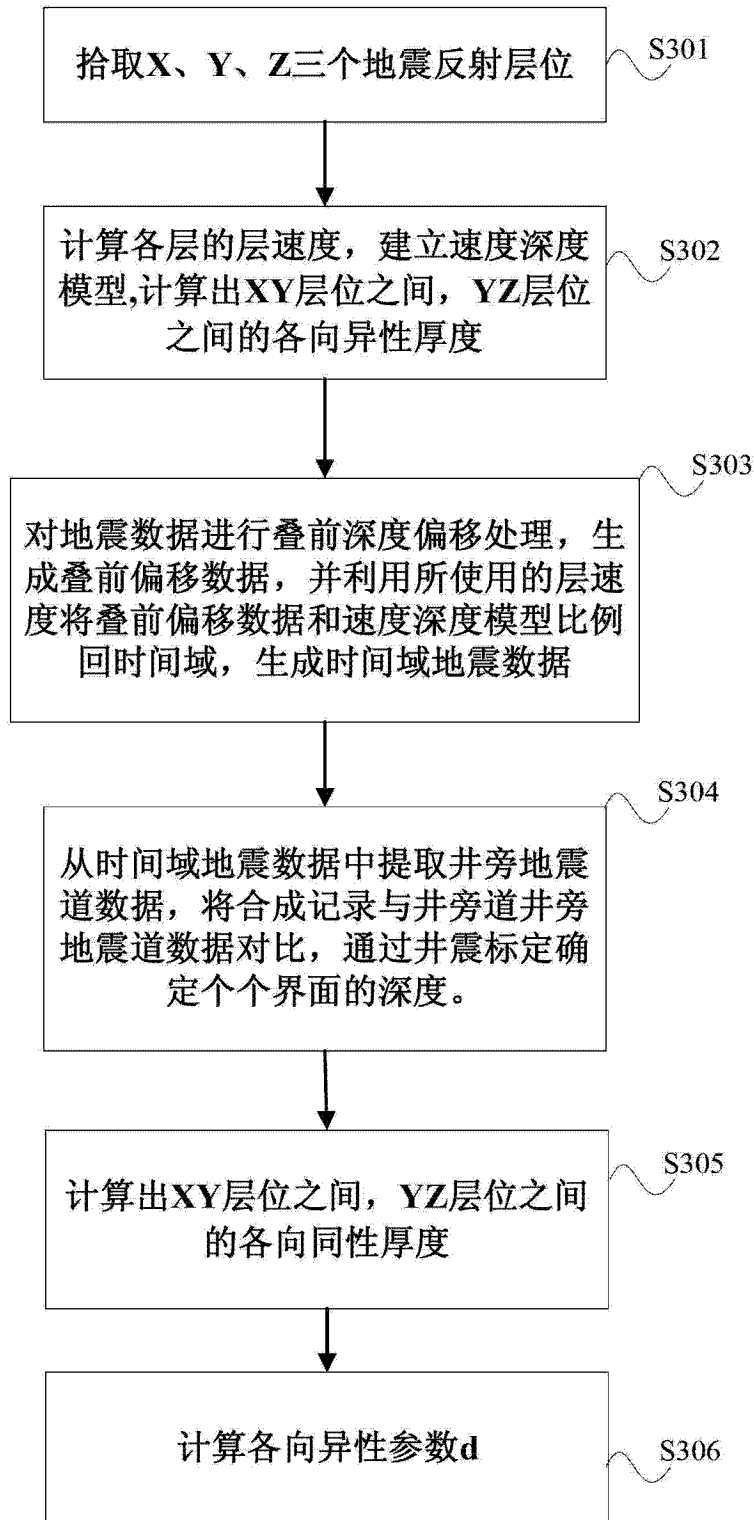 拾取X、Y、Z三个地震反射层位
S301
计算各层的层速度，建立速度深度
模型,计算出XY层位之间，YZ层位
之间的各向异性厚度
S302
对地震数据进行叠前深度偏移处理，生
成叠前偏移数据，并利用所使用的层速
度将叠前偏移数据和速度深度模型比例
回时间域，生成时间域地震数据
S303
从时间域地震数据中提取井旁地震
道数据，将合成记录与井旁道井旁
地震道数据对比，通过井震标定确
定个个界面的深度。
S304
计算出XY层位之间，YZ层位之间
的各向同性厚度
S305
计算各向异性参数d
S306